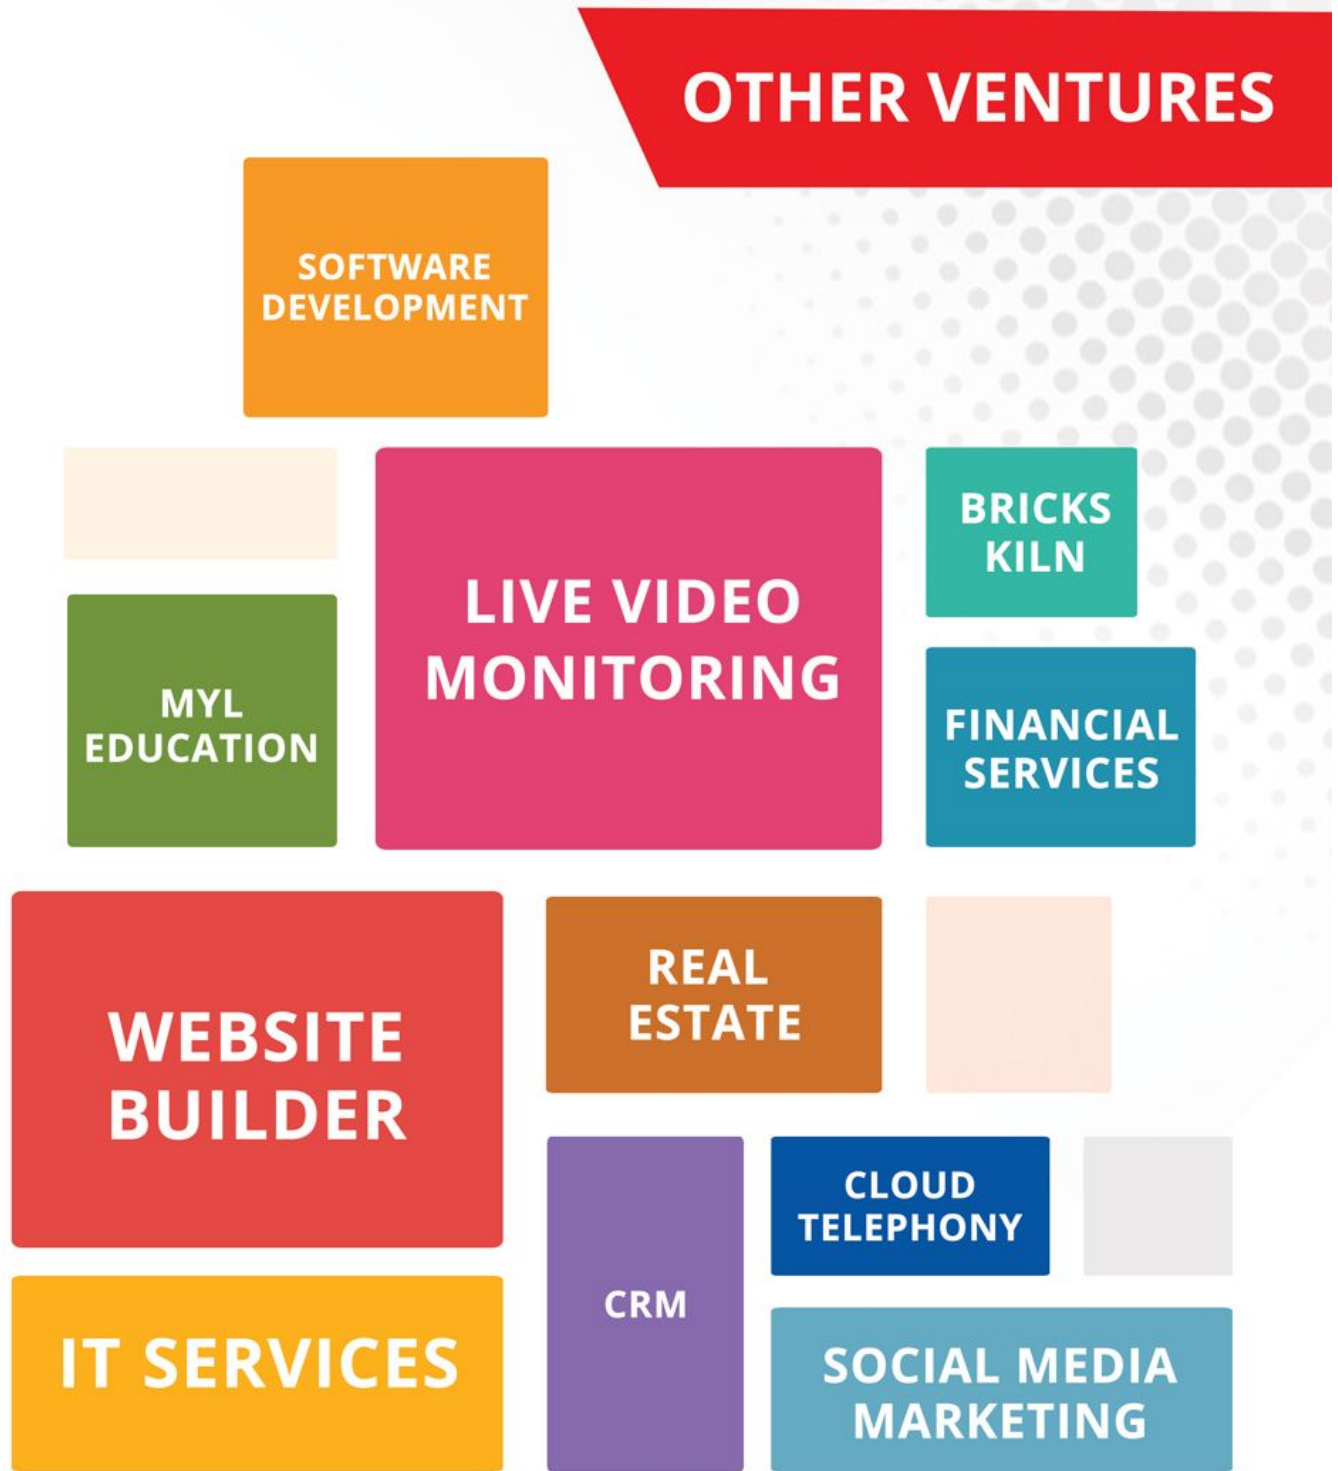 OTHER VENTURES
SOFTWARE
DEVELOPMENT
LIVE VIDEO
MONITORING
BRICKS
KILN
MYL
EDUCATION
FINANCIAL
SERVICES
WEBSITE
BUILDER
REAL
ESTATE
CLOUD
TELEPHONY
CRM
IT SERVICES
SOCIAL MEDIA
MARKETING